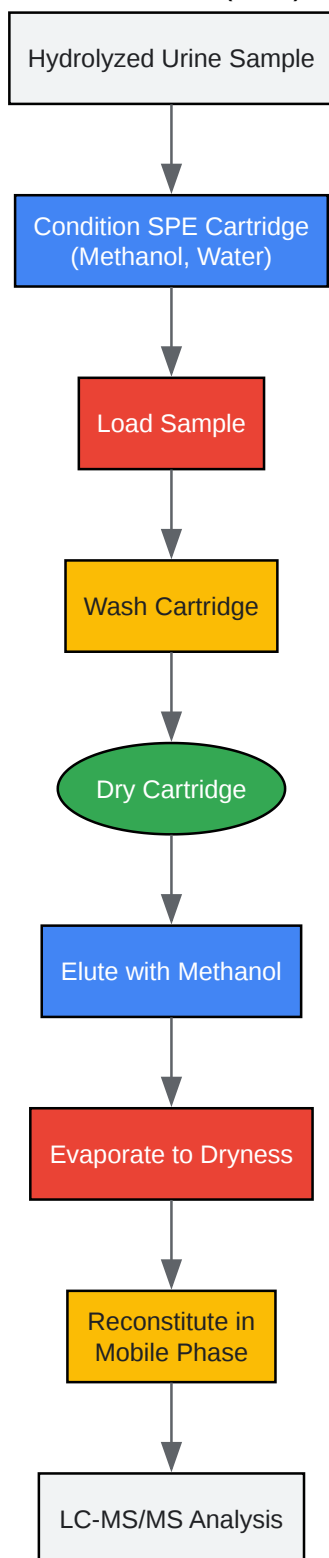 Hydrolyzed Urine Sample
Condition SPE Cartridge
(Methanol, Water)
Load Sample
Wash Cartridge
Dry Cartridge
Elute with Methanol
Evaporate to Dryness
Reconstitute in
Mobile Phase
LC-MS/MS Analysis